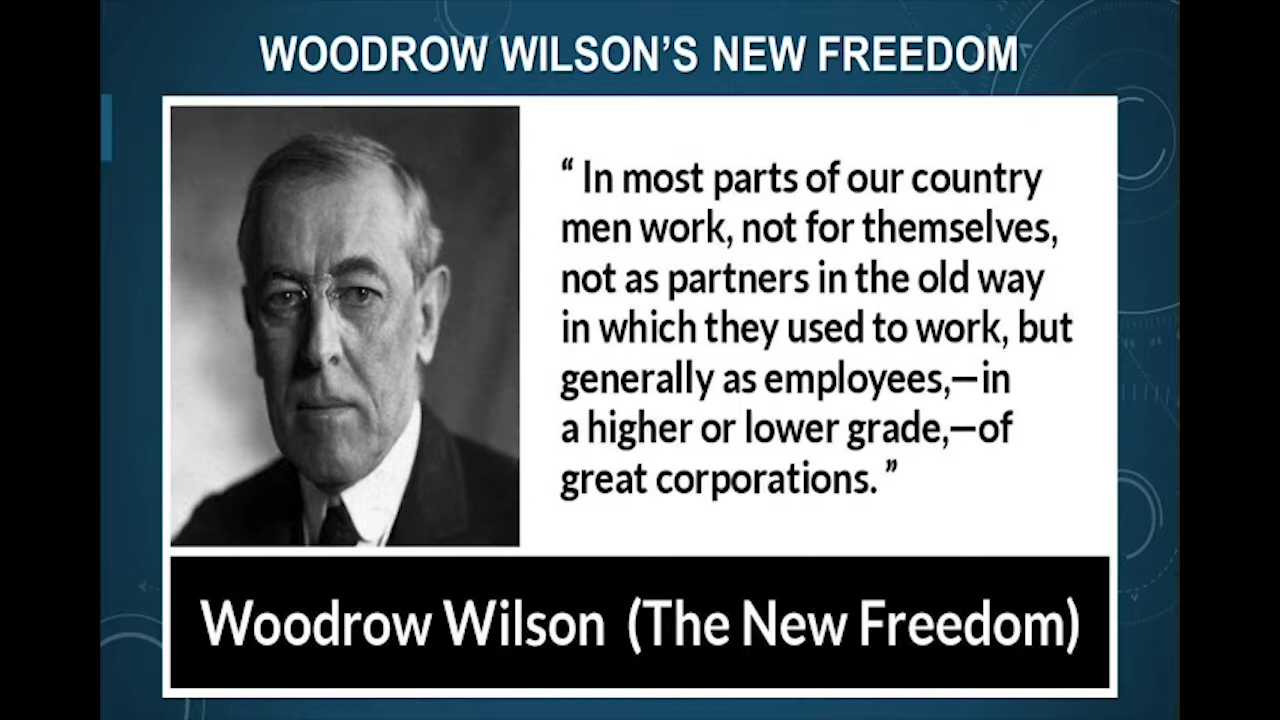 WOODROW WILSON’S NEW FREEDOM
“ In most parts of our country
men work, not for themselves,
not as partners in the old way
in which they used to work, but
generally as employees,—in
a higher or lower grade,—of
great corporations. ”
Woodrow Wilson (The New Freedom)